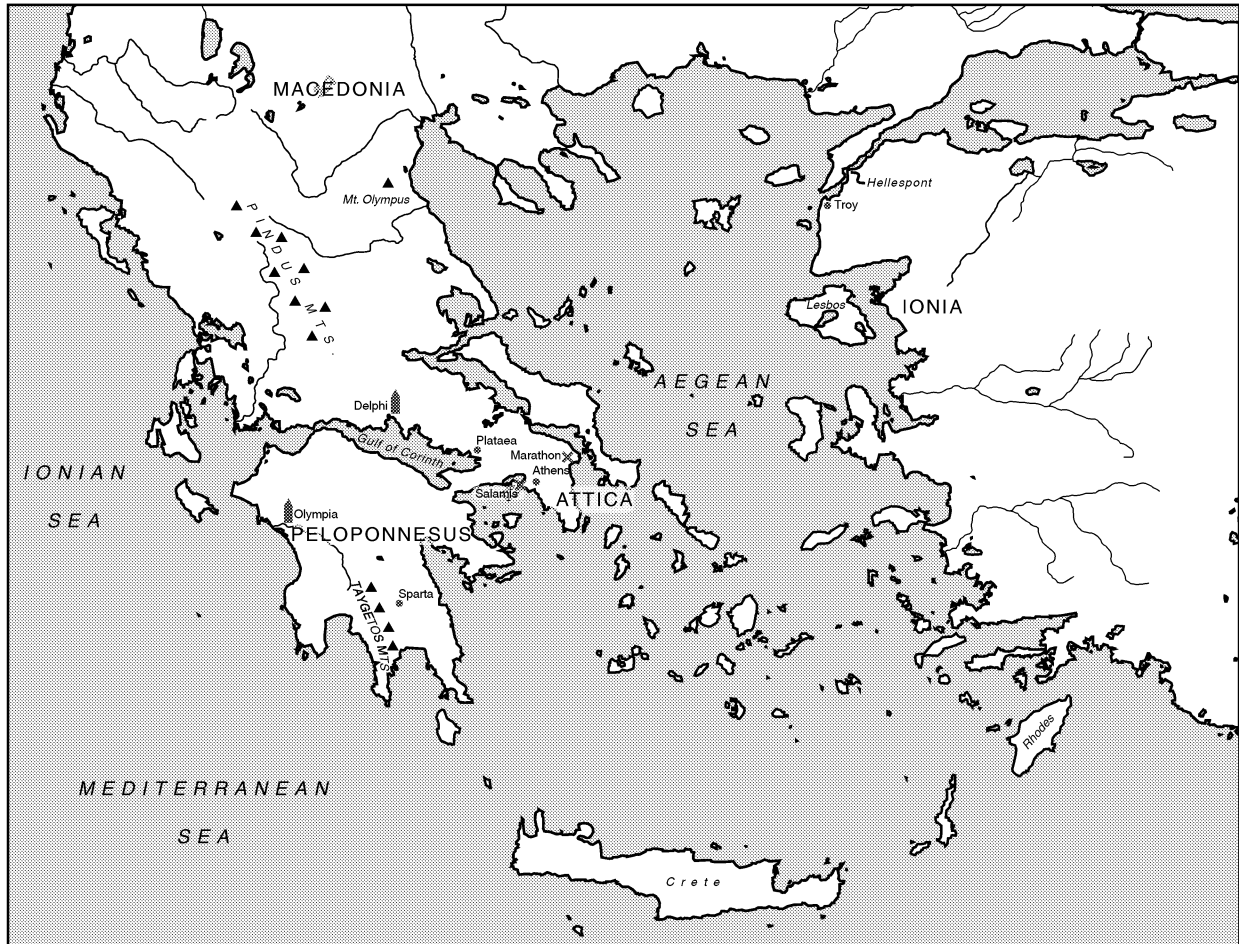 MACEDONIA
Mt. Olympus
Hellespont
Troy
PINDUS MTS.
Lesbos
IONIA
AEGEAN
SEA
Delphi
Gulf of Corinth
Plataea
Marathon
Athens
Salamis
ATTICA
IONIAN
SEA
Olympia
PELOPONNESUS
TAYGETOS MTS
Sparta
Rhodes
MEDITERRANEAN
SEA
Crete